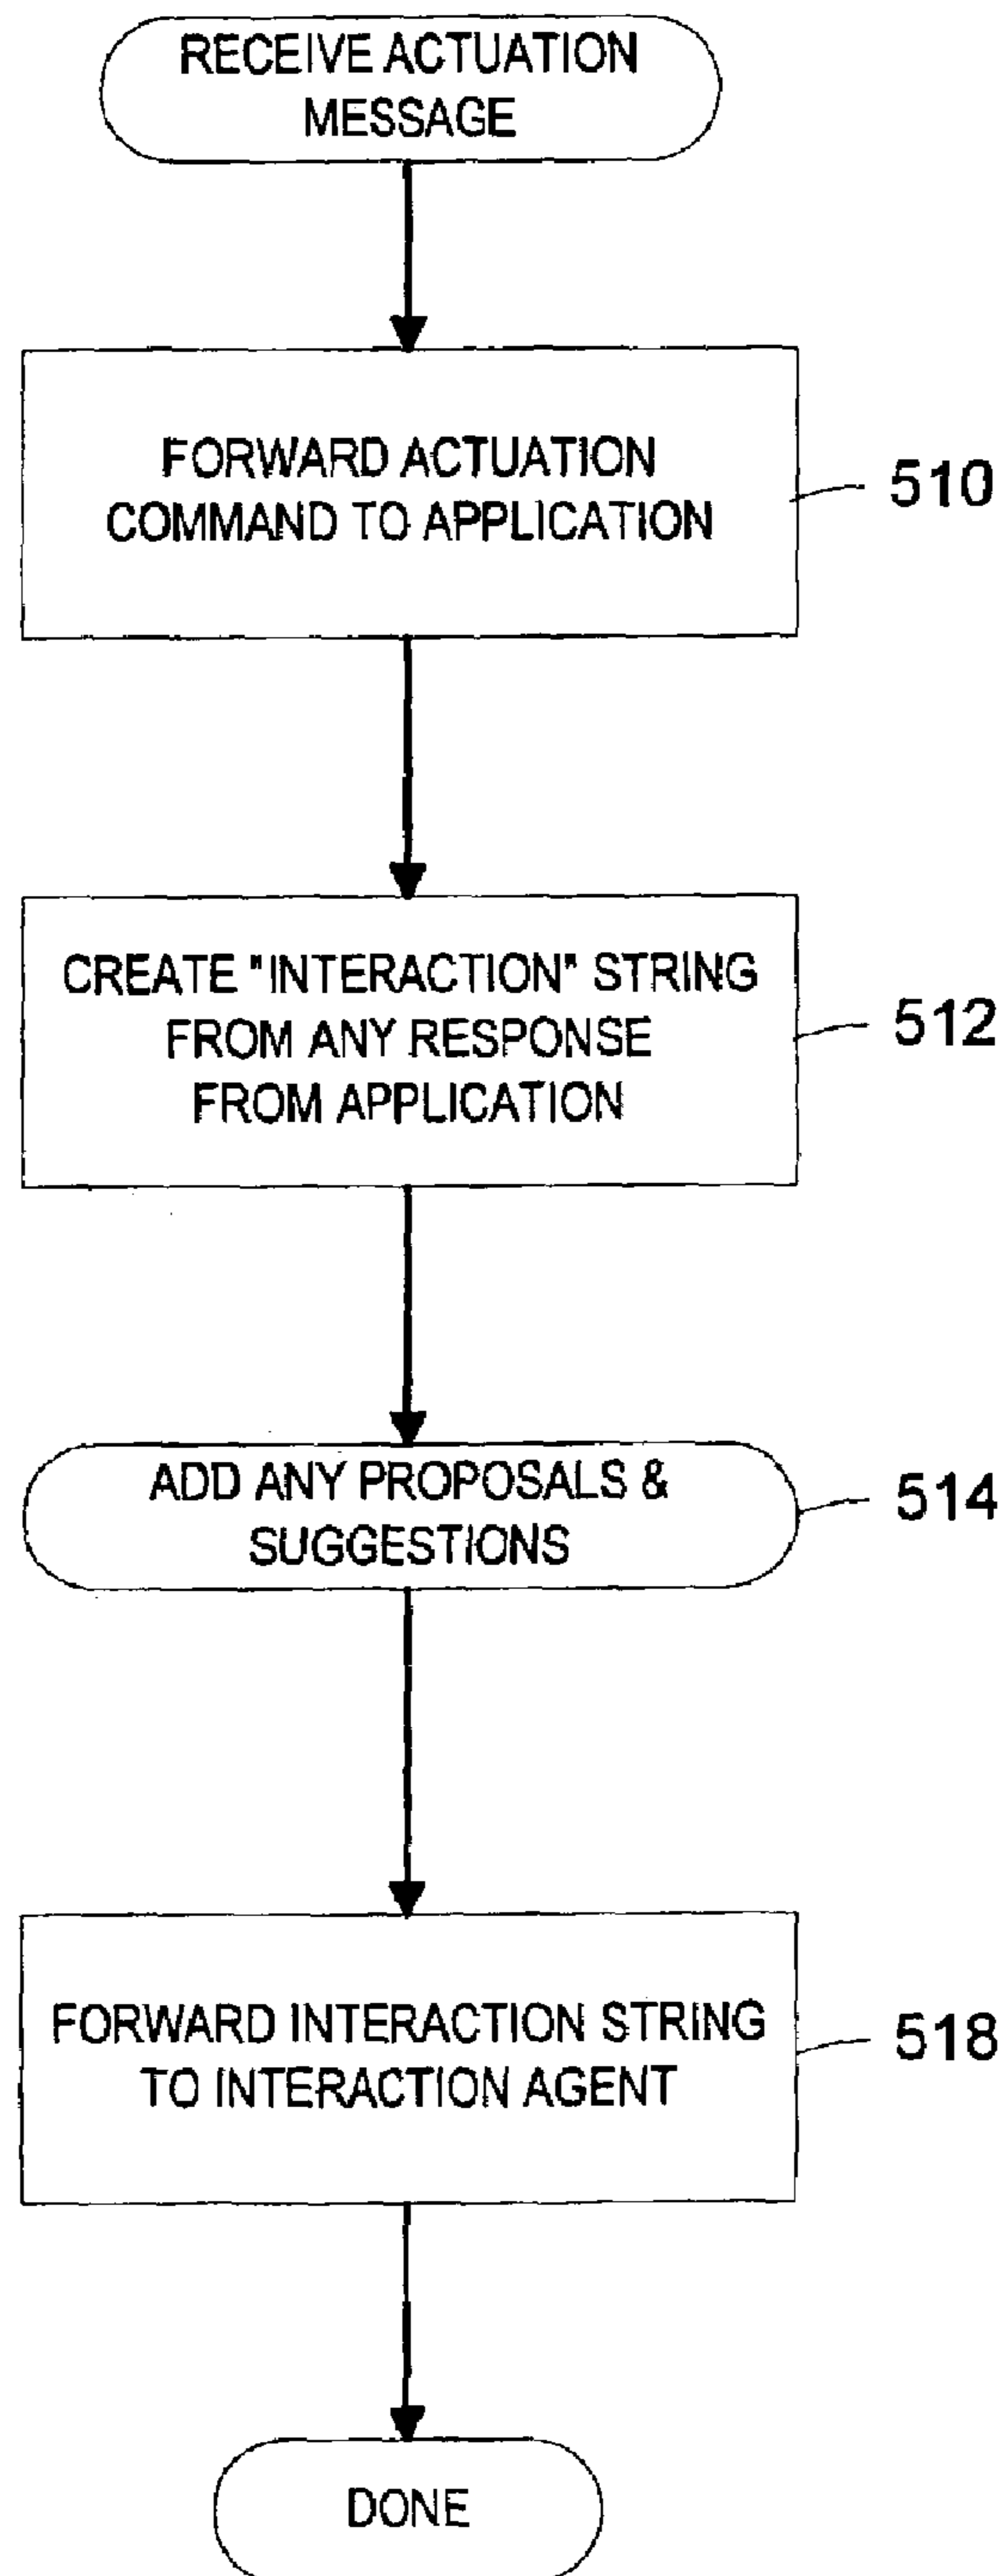 RECEIVE ACTUATION
MESSAGE
FORWARD ACTUATION
COMMAND TO APPLICATION
510
CREATE "INTERACTION" STRING
FROM ANY RESPONSE
FROM APPLICATION
512
ADD ANY PROPOSALS &
SUGGESTIONS
514
FORWARD INTERACTION STRING
TO INTERACTION AGENT
518
DONE